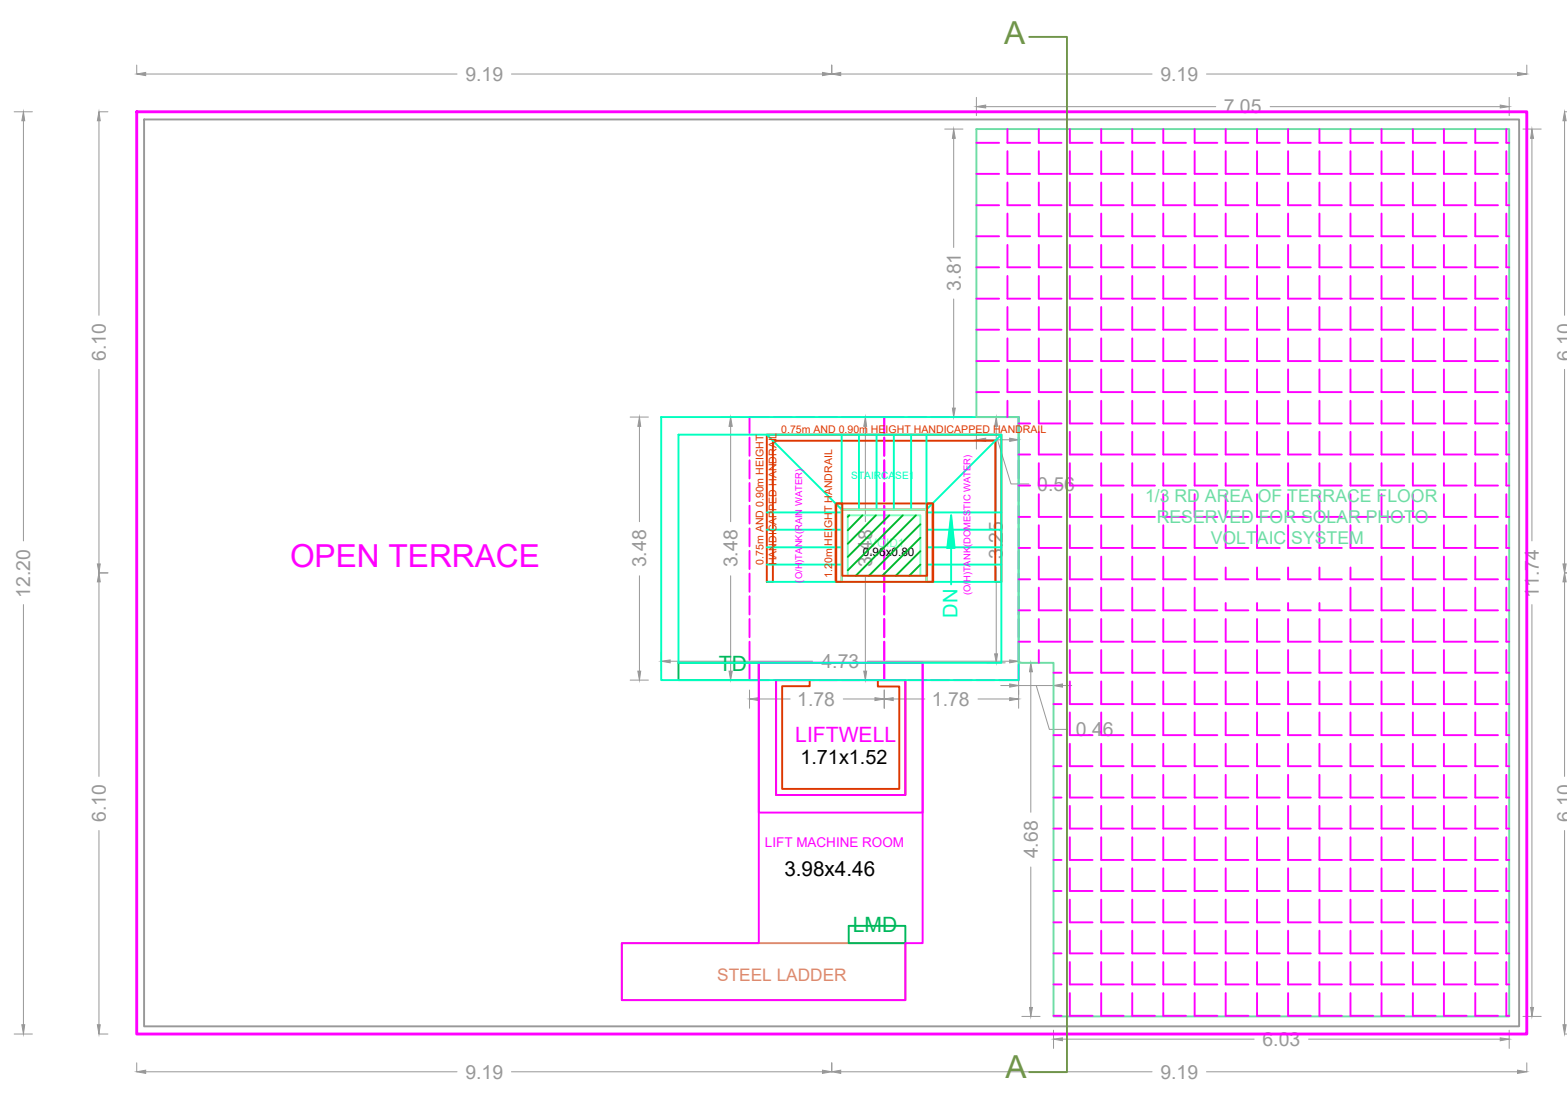 A
9.19
9.19
7.05
3.81
6.10
6.10
12.20
0.75m AND 0.90m HEIGHT HANDICAPPED HANDRAIL
0.75m AND 0.90m HEIGHT
HANDICAPPED HANDRAIL
(O/H)TANK(RAIN WATER)
1.20m HEIGHT HANDRAIL
STAIRCASE1
(O/H)TANK(DOMESTIC WATER)
0.56
1/3 RD AREA OF TERRACE FLOOR
RESERVED FOR SOLAR PHOTO
VOLTAIC SYSTEM
OPEN TERRACE
3.48
3.48
3.48
0.96x0.80
3.25
11.74
DN
TD
4.73
1.78
1.78
0.46
LIFTWELL
1.71x1.52
6.10
6.10
4.68
LIFT MACHINE ROOM
3.98x4.46
LMD
STEEL LADDER
6.03
A
9.19
9.19